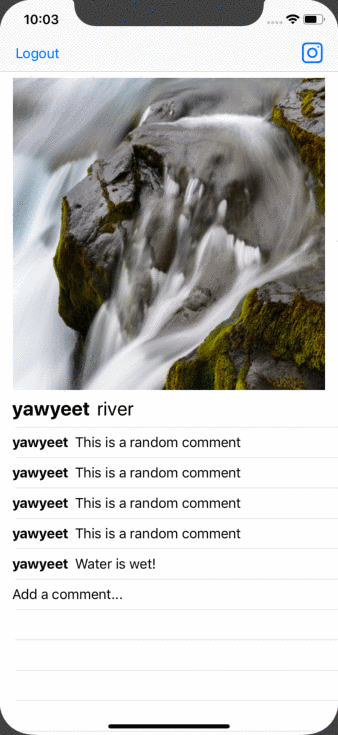 10:03
Logout
yawyeet river
yawyeet This is a random comment
yawyeet This is a random comment
yawyeet This is a random comment
yawyeet This is a random comment
yawyeet Water is wet!
Add a comment...